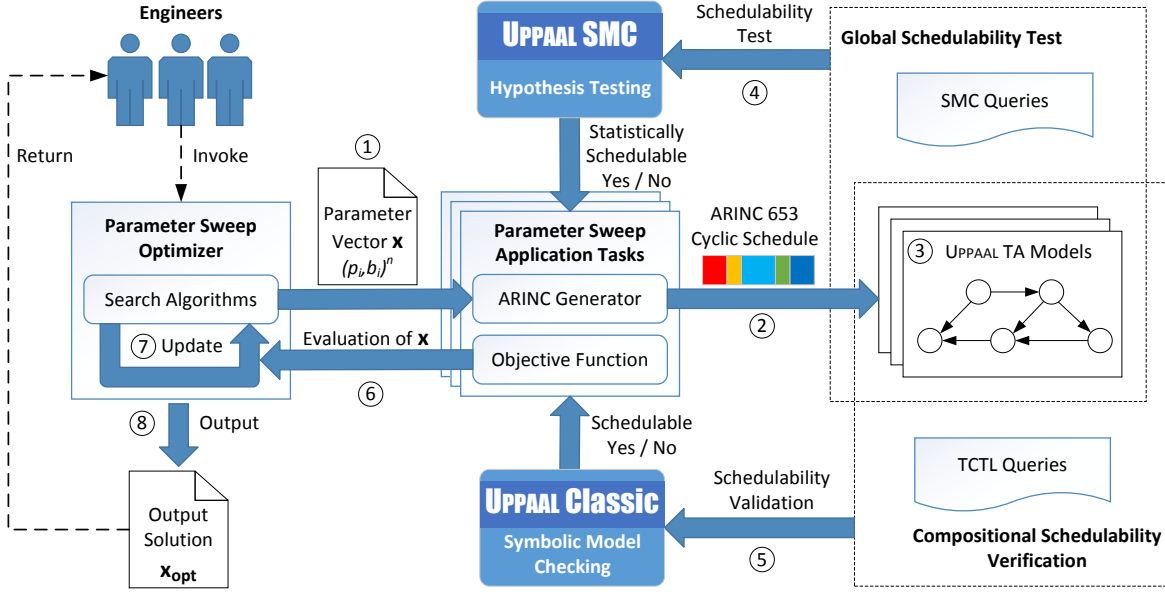 Engineers
Return
Invoke
Parameter Sweep
Optimizer
Search Algorithms
⑦ Update
⑧ Output
Output
Solution
x_opt
①
Parameter
Vector x
(p_i,b_i)^n
Evaluation of x
⑥
UPPAAL SMC
Hypothesis Testing
Statistically
Schedulable
Yes / No
Parameter Sweep
Application Tasks
ARINC Generator
Objective Function
Schedulable
Yes / No
UPPAAL Classic
Symbolic Model
Checking
Schedulability
Test
④
ARINC 653
Cyclic Schedule
②
Schedulability
Validation
⑤
Global Schedulability Test
SMC Queries
③ UPPAAL TA Models
TCTL Queries
Compositional Schedulability
Verification